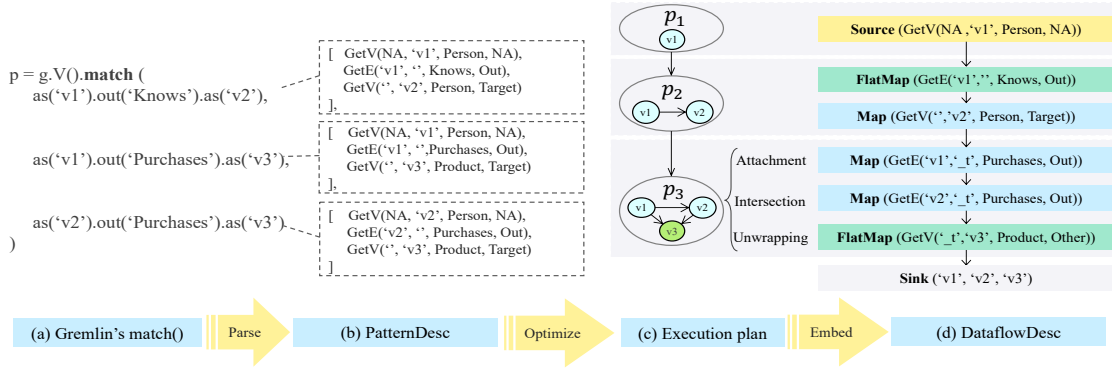 p = g.V().match (
as(‘v1’).out(‘Knows’).as(‘v2’),
as(‘v1’).out(‘Purchases’).as(‘v3’),
as(‘v2’).out(‘Purchases’).as(‘v3’)
)
[ GetV(NA, ‘v1’, Person, NA),
GetE(‘v1’, ‘’, Knows, Out),
GetV(‘’, ‘v2’, Person, Target)
],
[ GetV(NA, ‘v1’, Person, NA),
GetE(‘v1’, ‘’,Purchases, Out),
GetV(‘’, ‘v3’, Product, Target)
],
[ GetV(NA, ‘v2’, Person, NA),
GetE(‘v2’, ‘’, Purchases, Out),
GetV(‘’, ‘v3’, Product, Target)
]
p1
v1
p2
v1
v2
p3
v1
v2
v3
Attachment
Intersection
Unwrapping
Source (GetV(NA ,‘v1’, Person, NA))
FlatMap (GetE(‘v1’,‘’, Knows, Out))
Map (GetV(‘’,‘v2’, Person, Target))
Map (GetE(‘v1’,‘_t’, Purchases, Out))
Map (GetE(‘v2’,‘_t’, Purchases, Out))
FlatMap (GetV(‘_t’,‘v3’, Product, Other))
Sink (‘v1’, ‘v2’, ‘v3’)
(a) Gremlin’s match()
Parse
(b) PatternDesc
Optimize
(c) Execution plan
Embed
(d) DataflowDesc